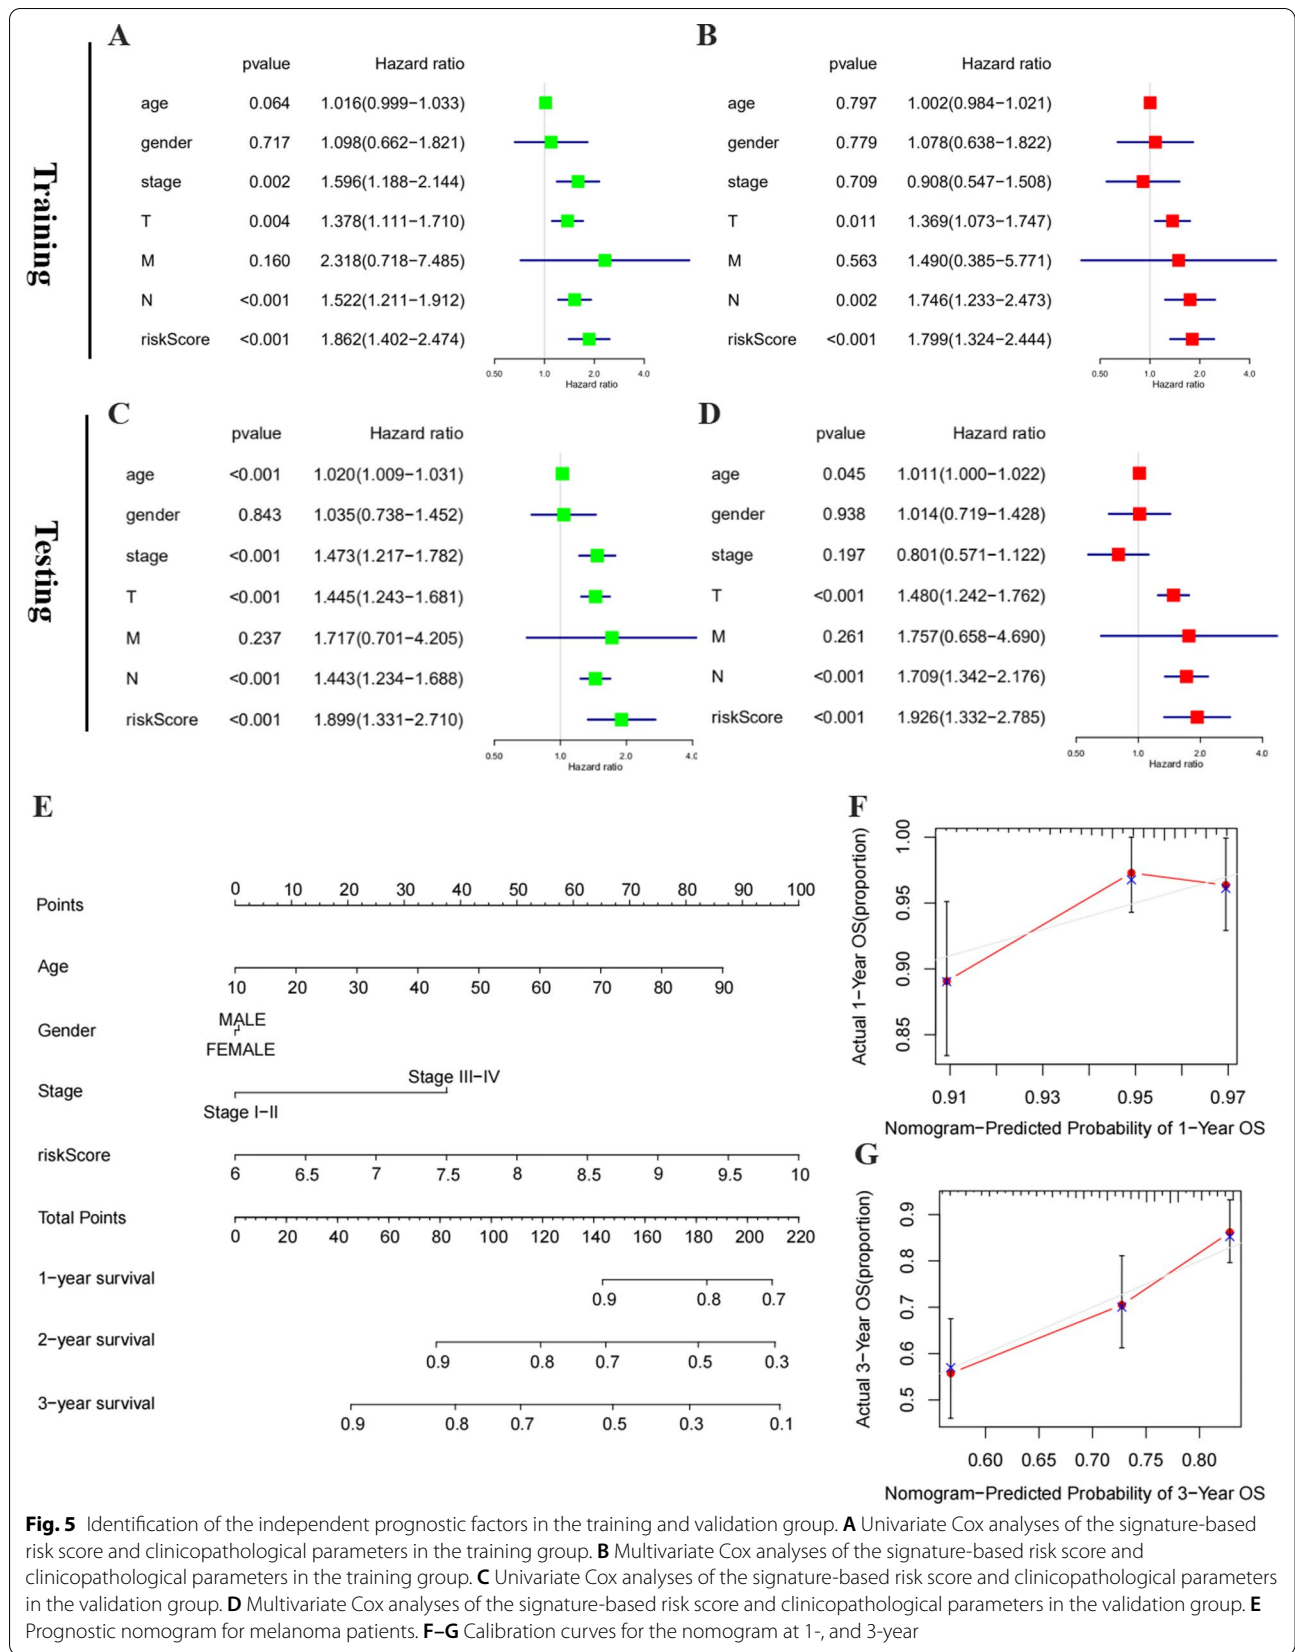 A
pvalue Hazard ratio
age 0.064 1.016(0.999−1.033)
gender 0.717 1.098(0.662−1.821)
stage 0.002 1.596(1.188−2.144)
T 0.004 1.378(1.111−1.710)
M 0.160 2.318(0.718−7.485)
N <0.001 1.522(1.211−1.912)
riskScore <0.001 1.862(1.402−2.474)
0.50 1.0 2.0 4.0
Hazard ratio
B
pvalue Hazard ratio
age 0.797 1.002(0.984−1.021)
gender 0.779 1.078(0.638−1.822)
stage 0.709 0.908(0.547−1.508)
T 0.011 1.369(1.073−1.747)
M 0.563 1.490(0.385−5.771)
N 0.002 1.746(1.233−2.473)
riskScore <0.001 1.799(1.324−2.444)
0.50 1.0 2.0 4.0
Hazard ratio
Training
C
pvalue Hazard ratio
age <0.001 1.020(1.009−1.031)
gender 0.843 1.035(0.738−1.452)
stage <0.001 1.473(1.217−1.782)
T <0.001 1.445(1.243−1.681)
M 0.237 1.717(0.701−4.205)
N <0.001 1.443(1.234−1.688)
riskScore <0.001 1.899(1.331−2.710)
0.50 1.0 2.0 4.0
Hazard ratio
D
pvalue Hazard ratio
age 0.045 1.011(1.000−1.022)
gender 0.938 1.014(0.719−1.428)
stage 0.197 0.801(0.571−1.122)
T <0.001 1.480(1.242−1.762)
M 0.261 1.757(0.658−4.690)
N <0.001 1.709(1.342−2.176)
riskScore <0.001 1.926(1.332−2.785)
0.50 1.0 2.0 4.0
Hazard ratio
Testing
E
Points 0 10 20 30 40 50 60 70 80 90 100
Age
10 20 30 40 50 60 70 80 90
MALE
Gender
FEMALE
Stage III−IV
Stage
Stage I−II
riskScore
6 6.5 7 7.5 8 8.5 9 9.5 10
Total Points
0 20 40 60 80 100 120 140 160 180 200 220
1−year survival
0.9 0.8 0.7
2−year survival
0.9 0.8 0.7 0.5 0.3
3−year survival
0.9 0.8 0.7 0.5 0.3 0.1
F
Actual 1−Year OS(proportion)
0.85 0.90 0.95 1.00
0.91 0.93 0.95 0.97
Nomogram−Predicted Probability of 1−Year OS
G
Actual 3−Year OS(proportion)
0.5 0.6 0.7 0.8 0.9
0.60 0.65 0.70 0.75 0.80
Nomogram−Predicted Probability of 3−Year OS
Fig. 5 Identification of the independent prognostic factors in the training and validation group. A Univariate Cox analyses of the signature-based
risk score and clinicopathological parameters in the training group. B Multivariate Cox analyses of the signature-based risk score and
clinicopathological parameters in the training group. C Univariate Cox analyses of the signature-based risk score and clinicopathological parameters
in the validation group. D Multivariate Cox analyses of the signature-based risk score and clinicopathological parameters in the validation group. E
Prognostic nomogram for melanoma patients. F–G Calibration curves for the nomogram at 1-, and 3-year